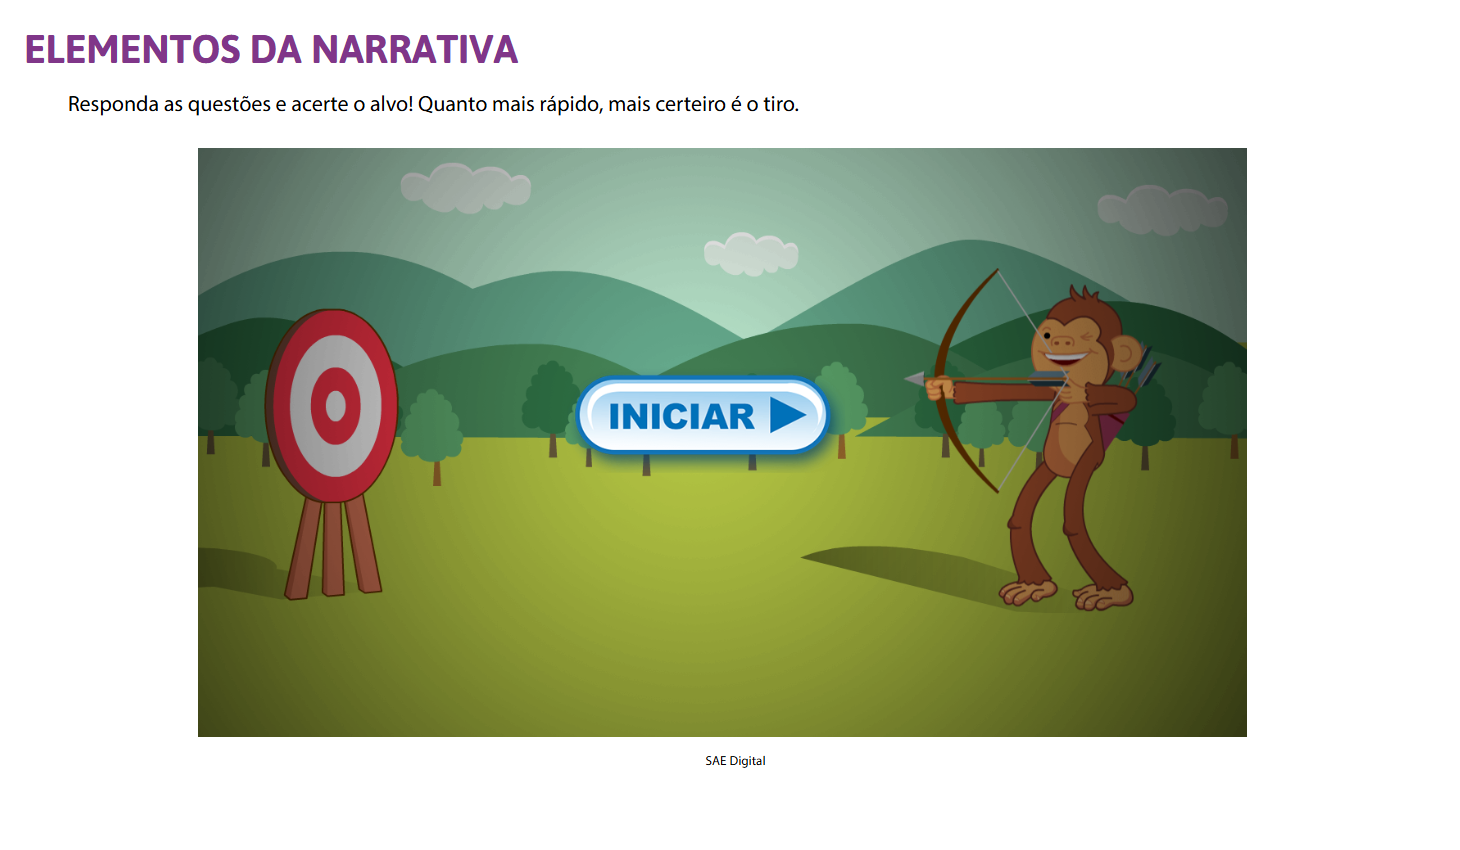 ELEMENTOS DA NARRATIVA
Responda as questões e acerte o alvo! Quanto mais rápido, mais certeiro é o tiro.
INICIAR
SAE Digital